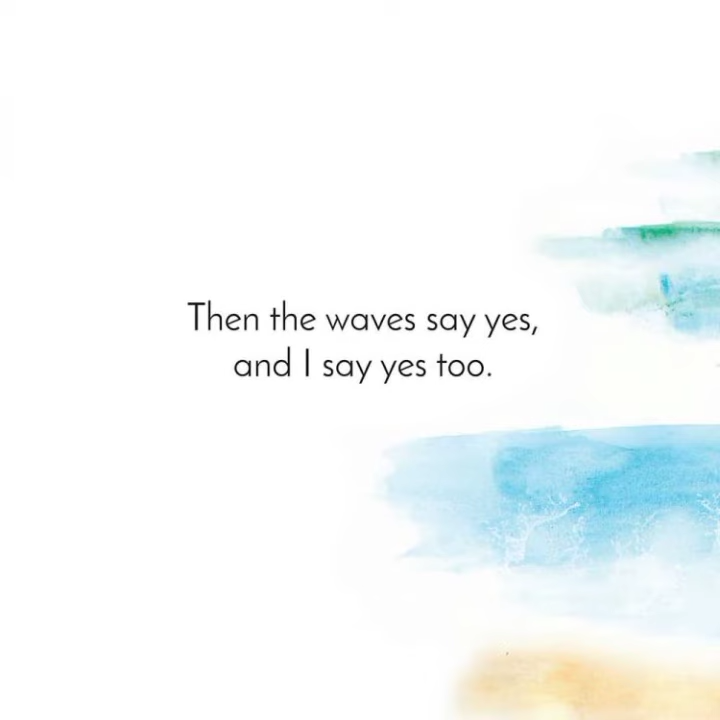 Then the waves say yes,
and I say yes too.